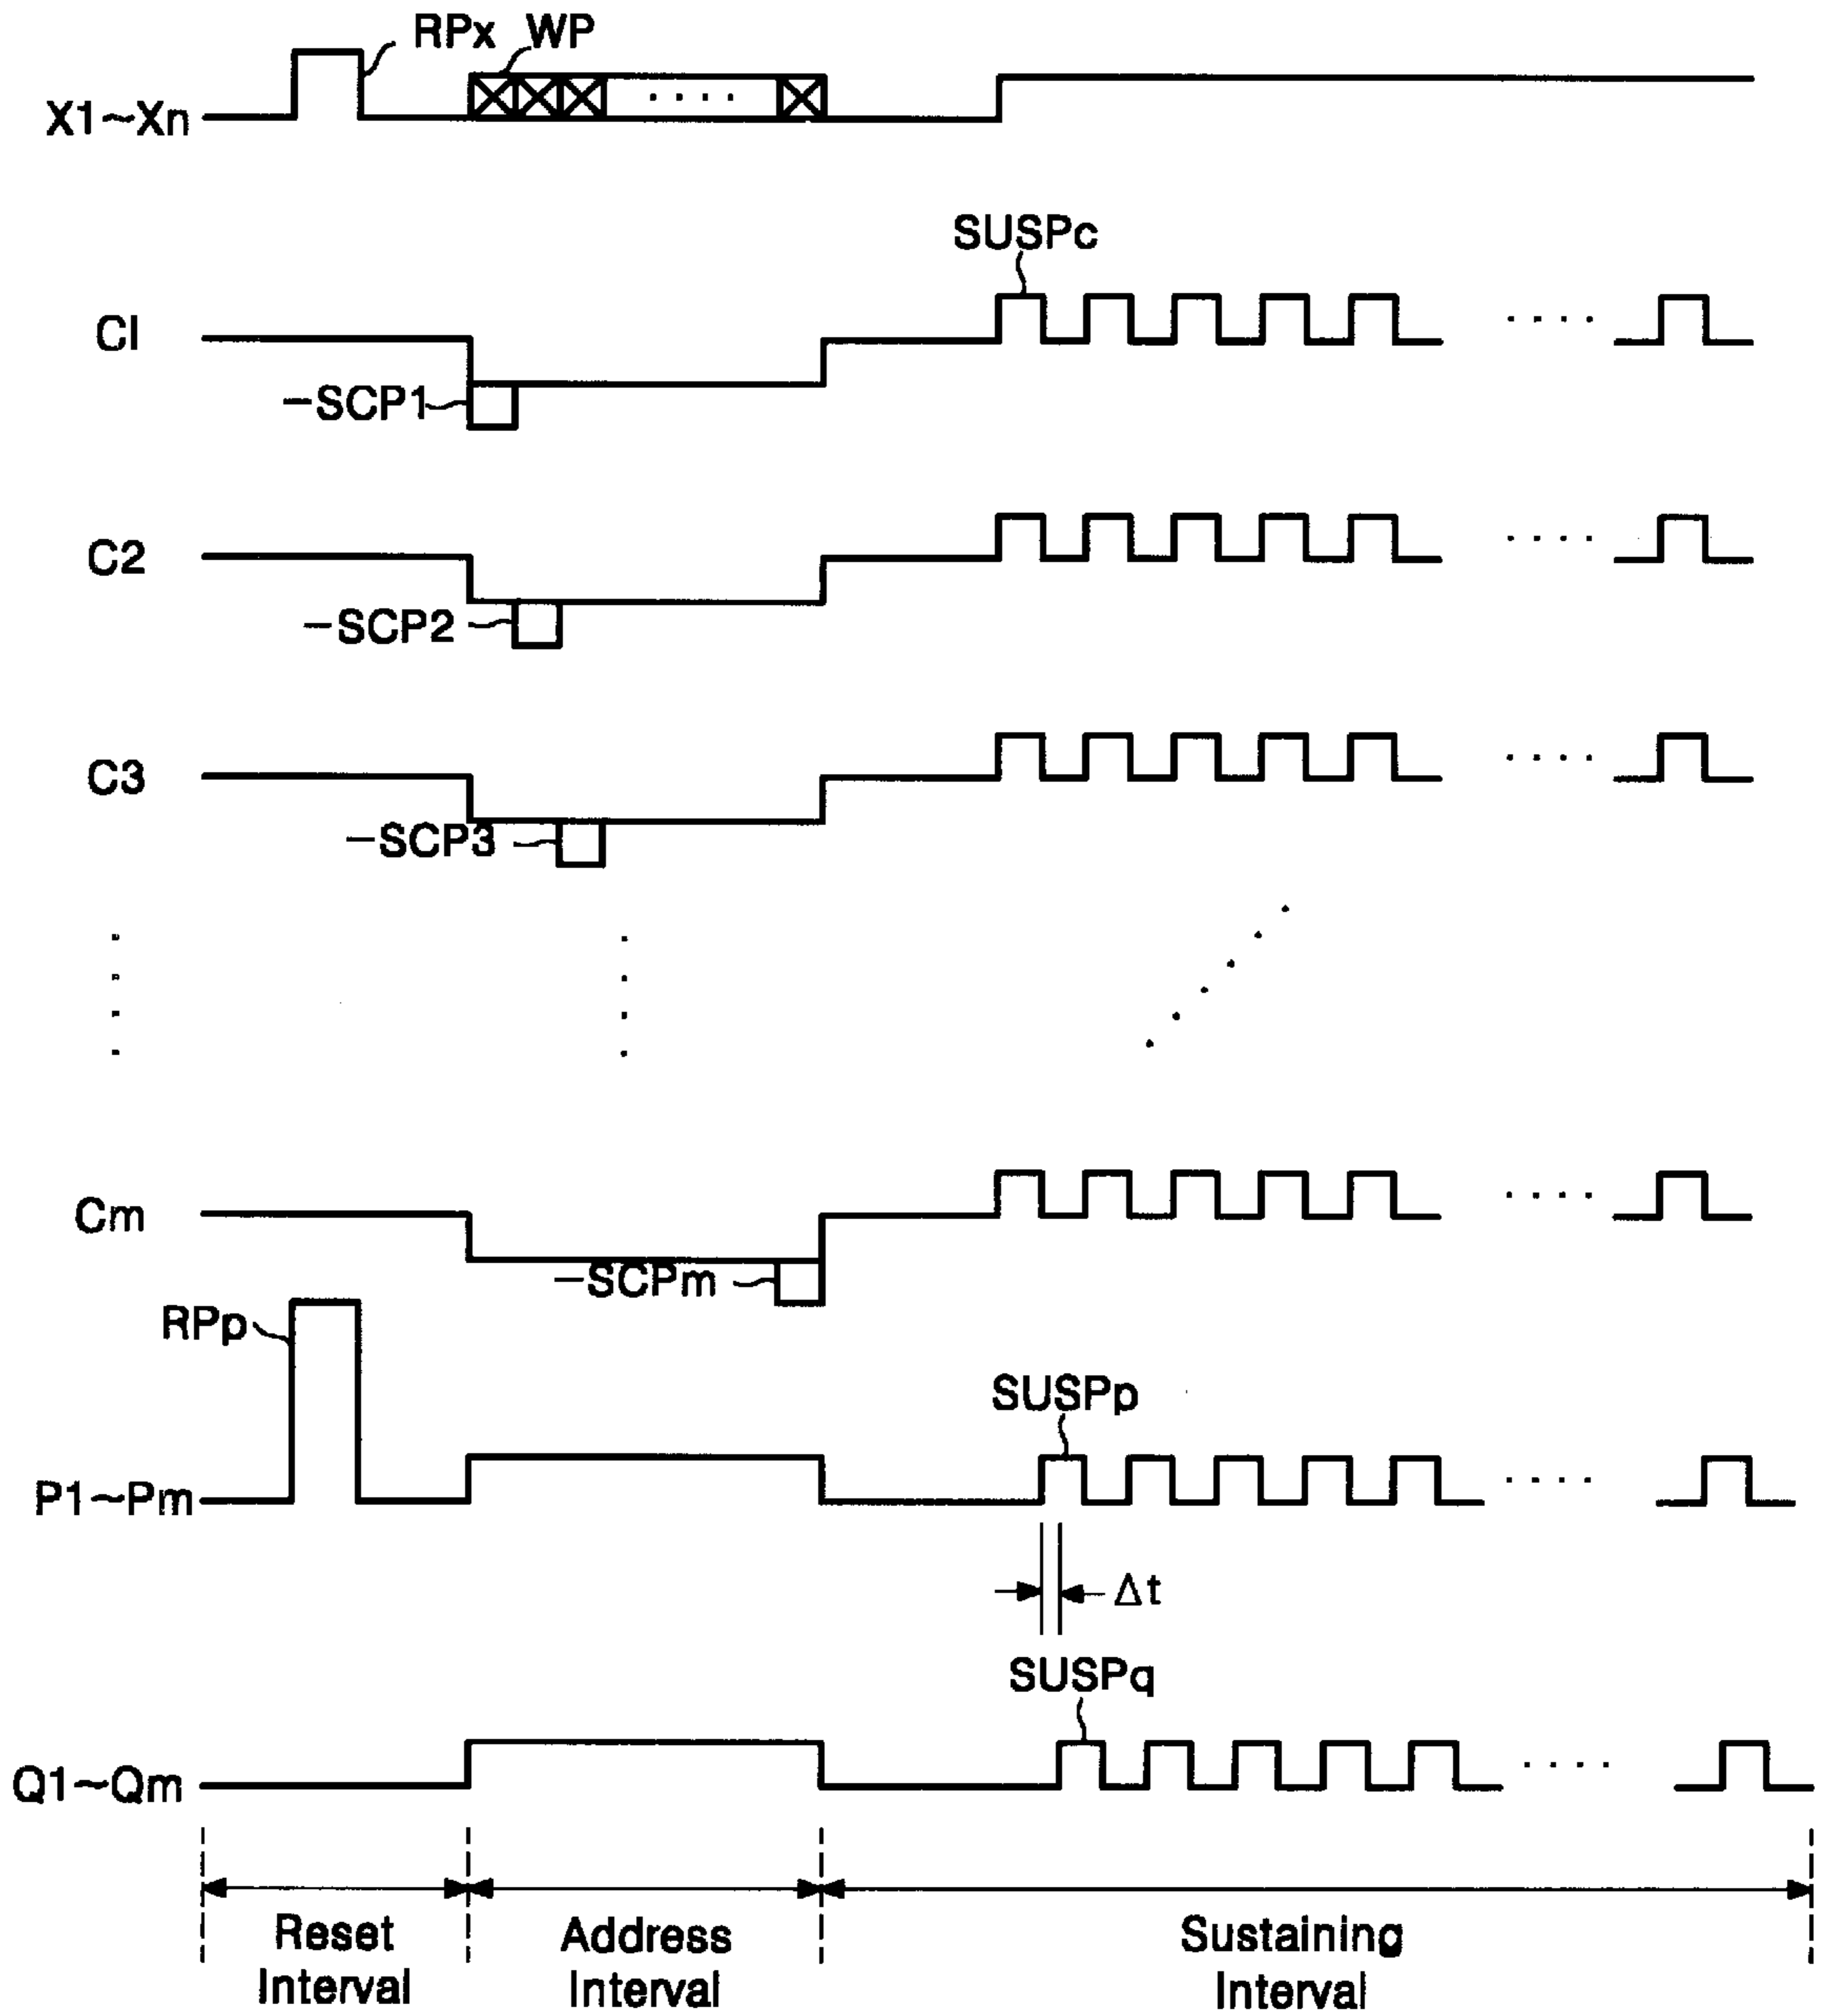 RPx WP
X1~Xn
SUSPc
C1
-SCP1
C2
-SCP2
C3
-SCP3
Cm
-SCPm
RPp
SUSPp
P1~Pm
Δt
SUSPq
Q1~Qm
Reset Interval
Address Interval
Sustaining Interval